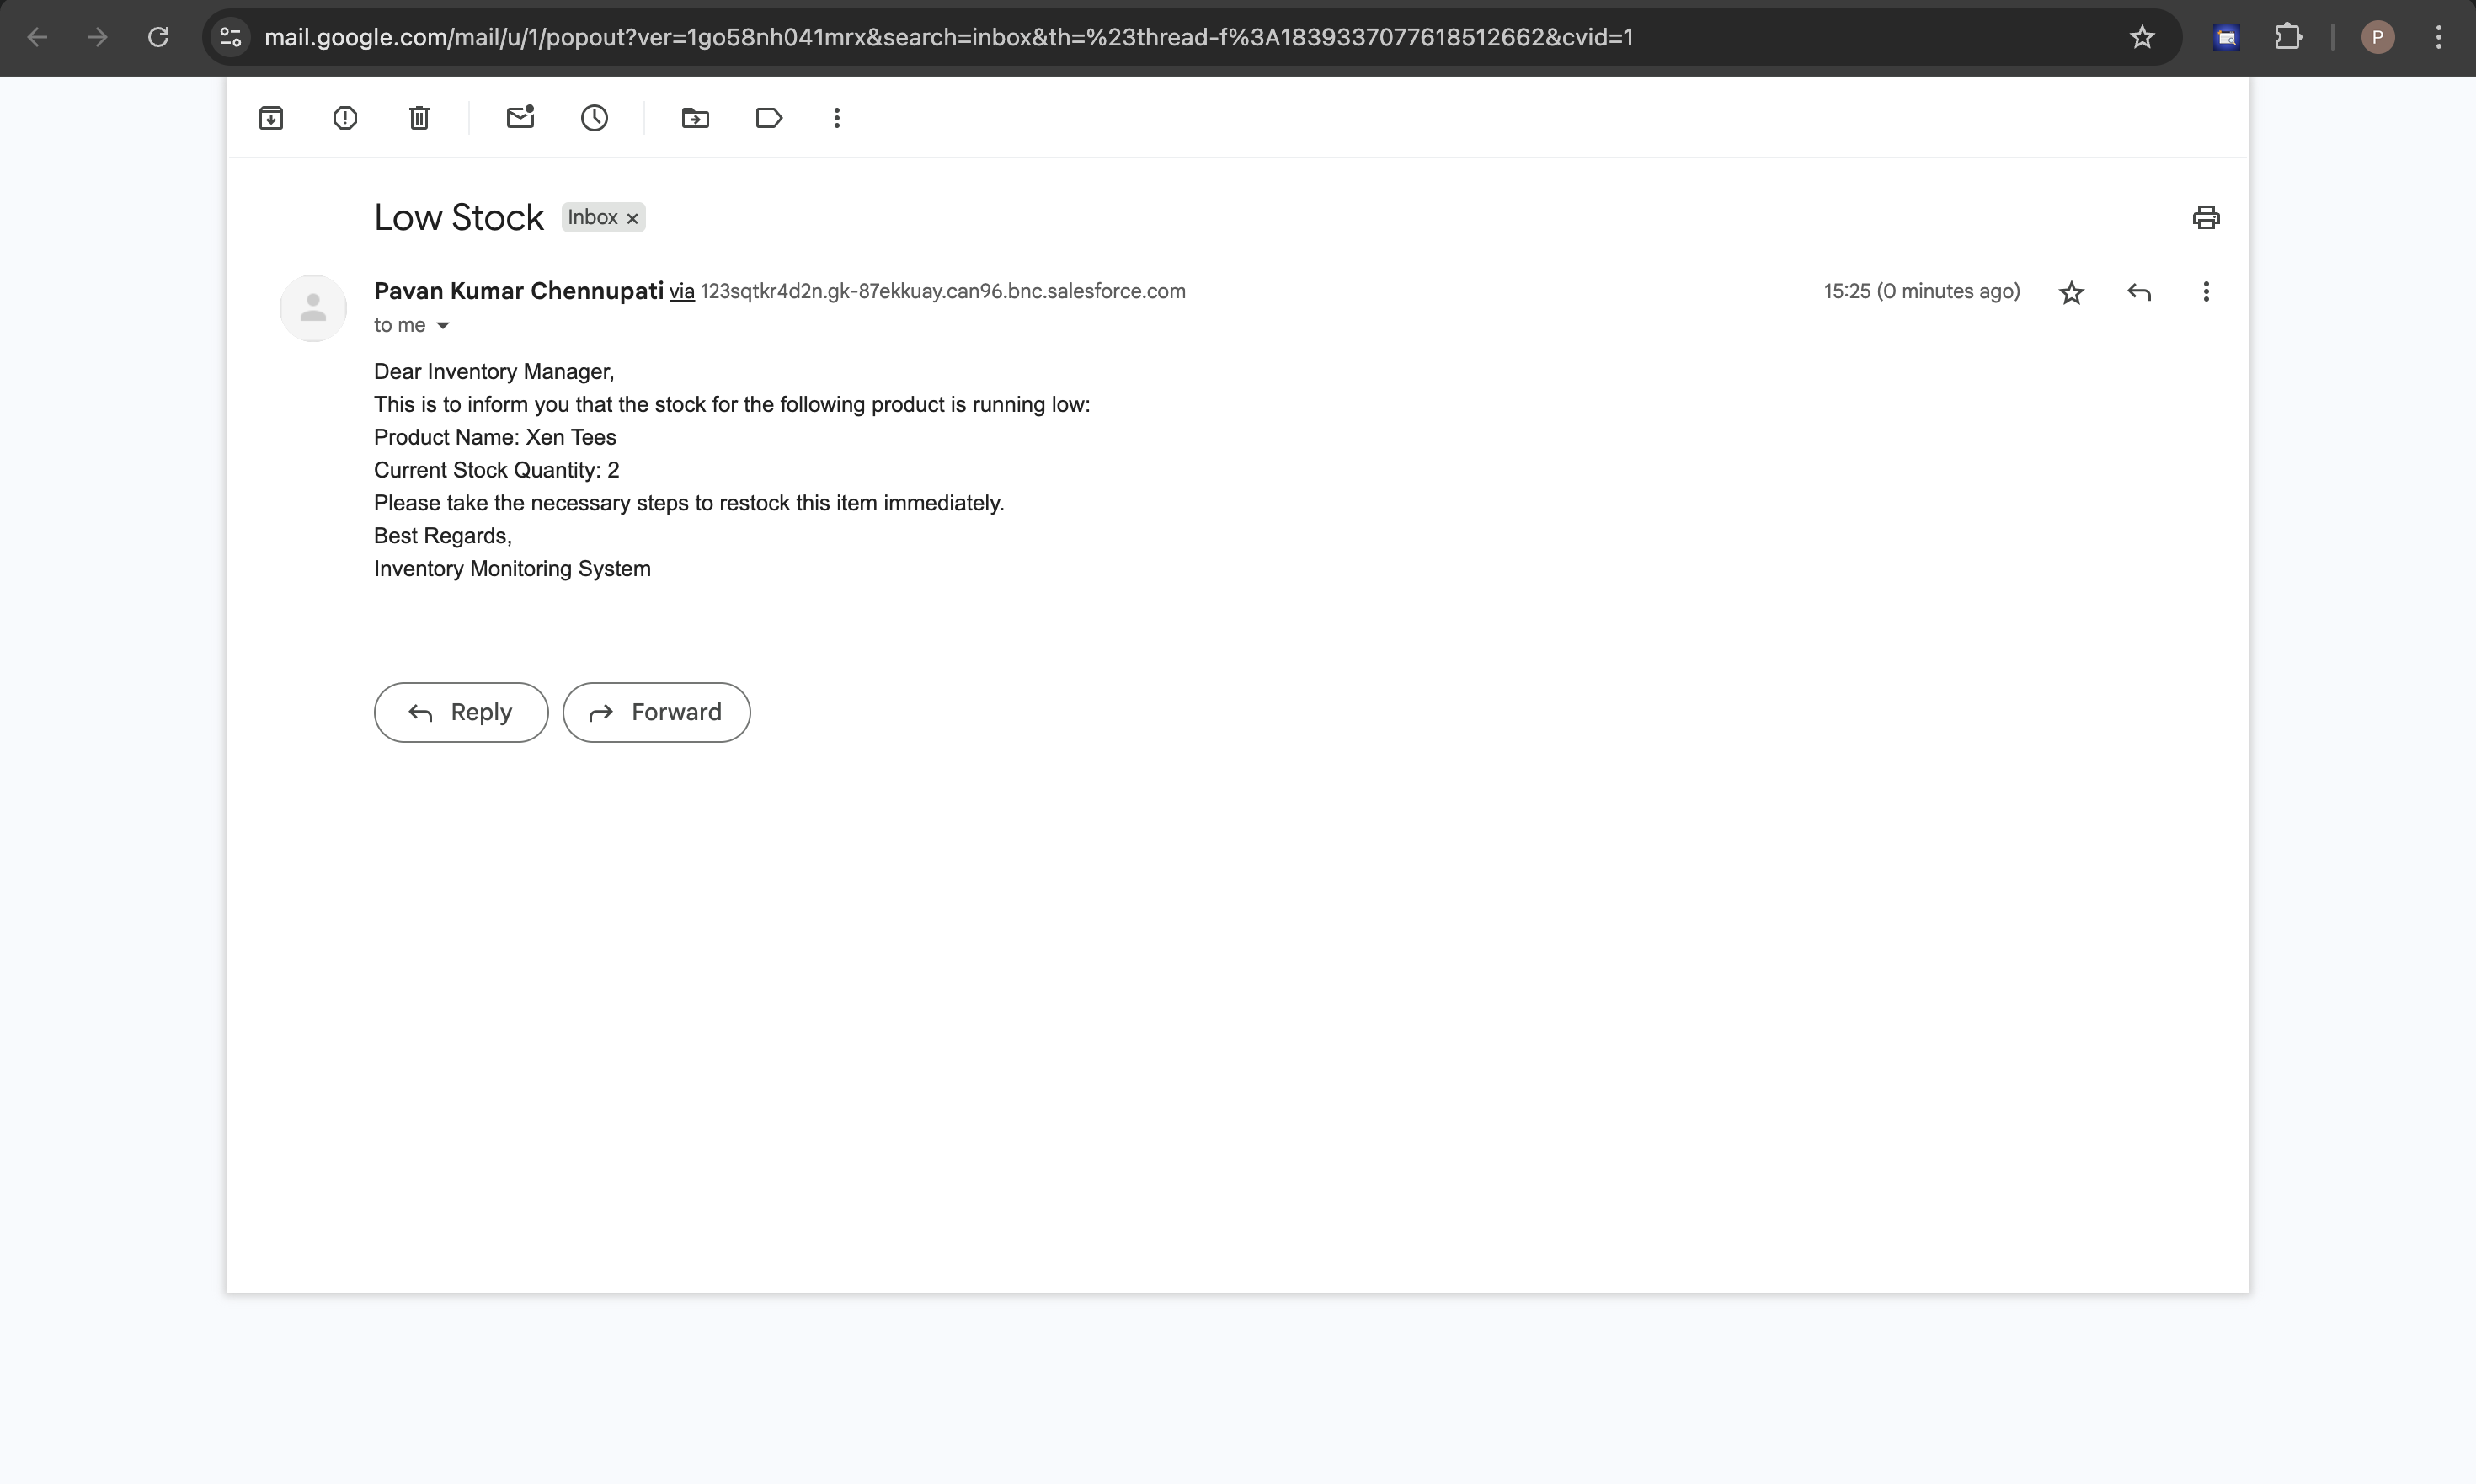 mail.google.com/mail/u/1/popout?ver=1go58nh041mrx&search=inbox&th=%23thread-f%3A1839337077618512662&cvid=1
P
Low Stock Inbox ×
Pavan Kumar Chennupati via 123sqtkr4d2n.gk-87ekkuay.can96.bnc.salesforce.com 15:25 (0 minutes ago)
to me
Dear Inventory Manager,
This is to inform you that the stock for the following product is running low:
Product Name: Xen Tees
Current Stock Quantity: 2
Please take the necessary steps to restock this item immediately.
Best Regards,
Inventory Monitoring System
Reply Forward